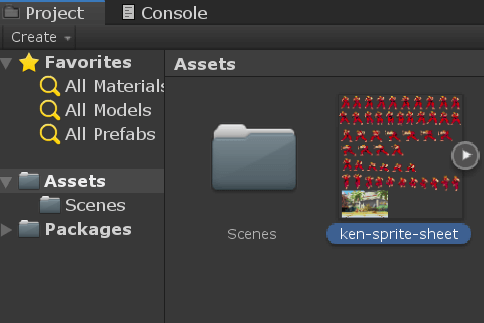 Project
Console
Create
Favorites
All Materials
All Models
All Prefabs
Assets
Scenes
Packages
Assets
Scenes
ken-sprite-sheet